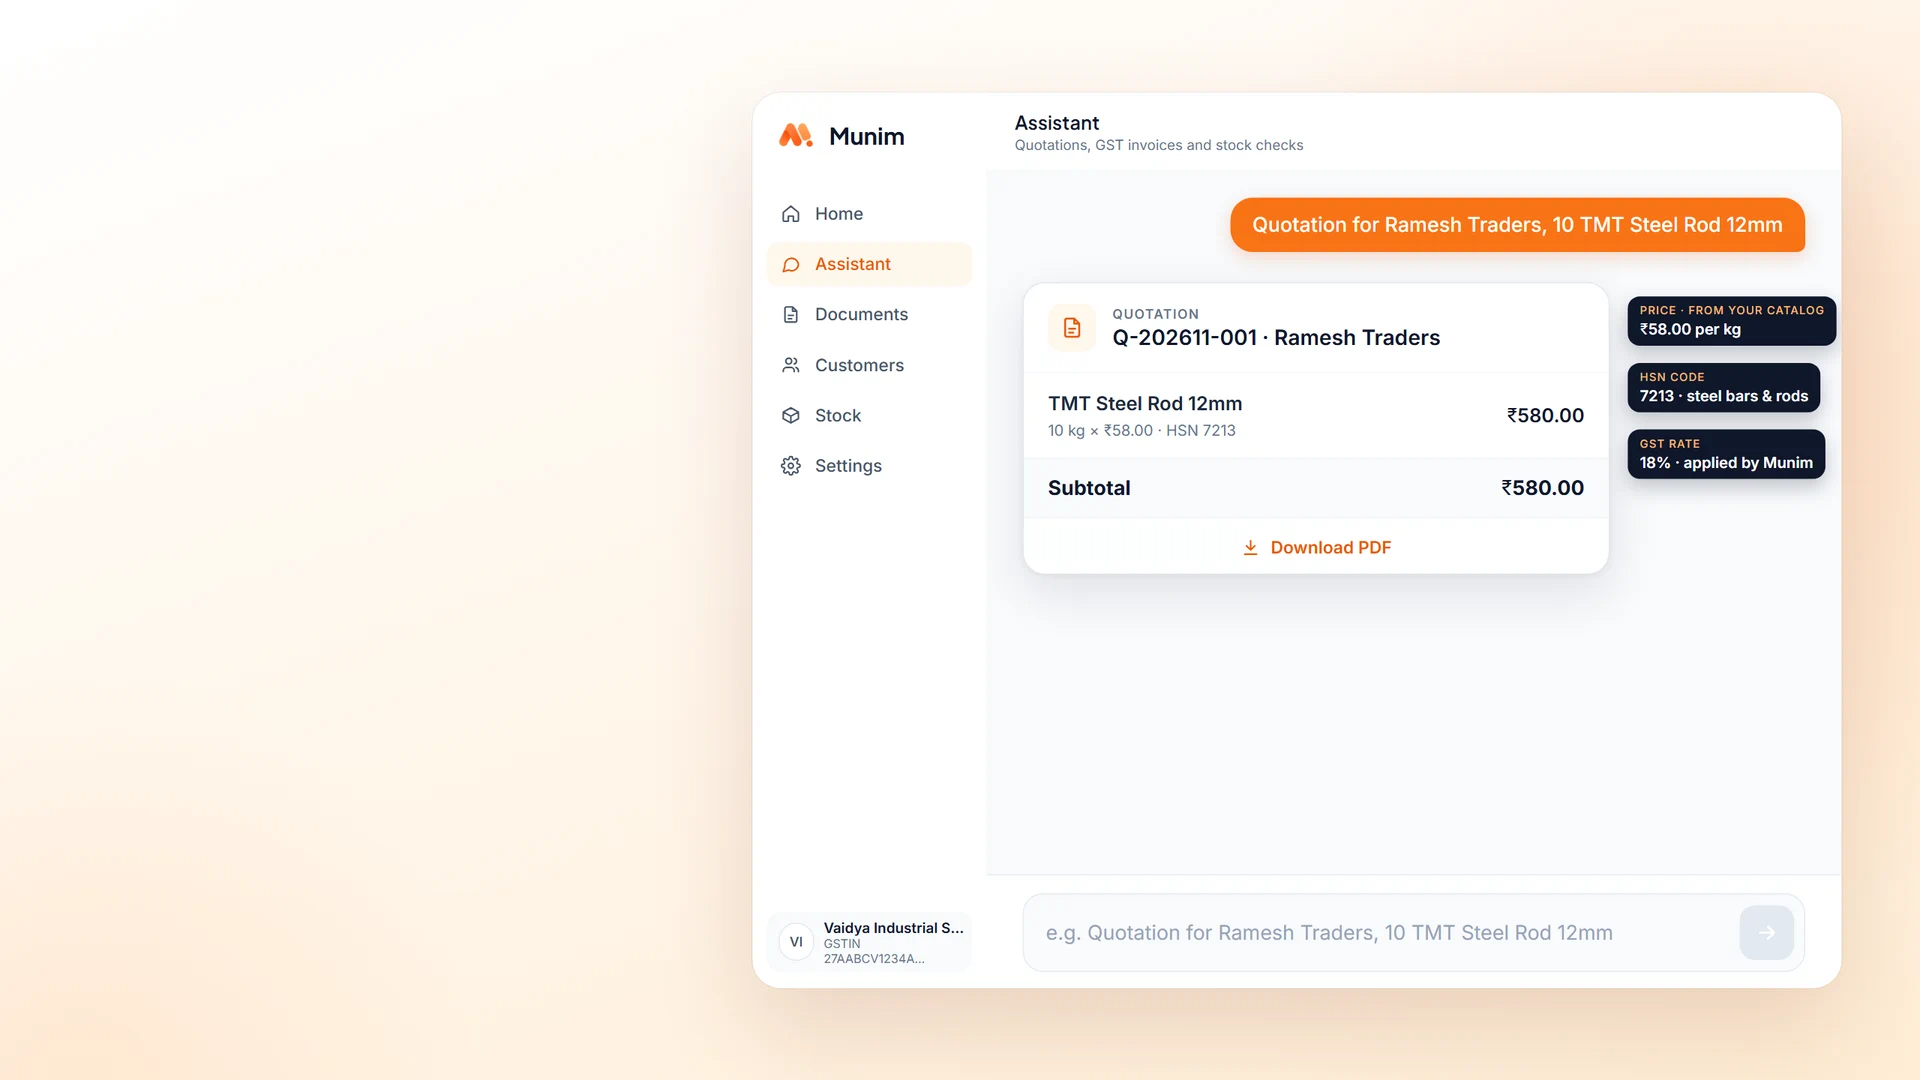 Munim
Home
Assistant
Documents
Customers
Stock
Settings
Vaidya Industrial S...
VI
GSTIN
27AABCV1234A...
Assistant
Quotations, GST invoices and stock checks
Quotation for Ramesh Traders, 10 TMT Steel Rod 12mm
QUOTATION
Q-202611-001 · Ramesh Traders
TMT Steel Rod 12mm
₹580.00
10 kg × ₹58.00 · HSN 7213
Subtotal ₹580.00
Download PDF
PRICE · FROM YOUR CATALOG
₹58.00 per kg
HSN CODE
7213 · steel bars & rods
GST RATE
18% · applied by Munim
e.g. Quotation for Ramesh Traders, 10 TMT Steel Rod 12mm